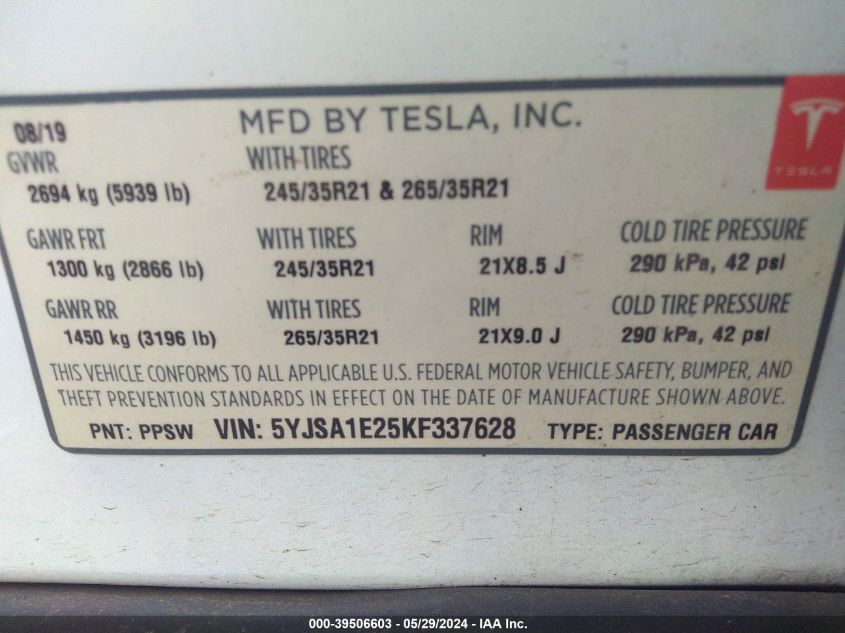 08/19 MFD BY TESLA, INC.
TESLA
GVWR WITH TIRES
2694 kg (5939 lb) 245/35R21 & 265/35R21
GAWR FRT WITH TIRES RIM COLD TIRE PRESSURE
1300 kg (2866 lb) 245/35R21 21X8.5 J 290 kPa, 42 psi
GAWR RR WITH TIRES RIM COLD TIRE PRESSURE
1450 kg (3196 lb) 265/35R21 21X9.0 J 290 kPa, 42 psi
THIS VEHICLE CONFORMS TO ALL APPLICABLE U.S. FEDERAL MOTOR VEHICLE SAFETY, BUMPER, AND
THEFT PREVENTION STANDARDS IN EFFECT ON THE DATE OF MANUFACTURE SHOWN ABOVE.
PNT: PPSW VIN: 5YJSA1E25KF337628 TYPE: PASSENGER CAR
000-39506603 - 05/29/2024 - IAA Inc.